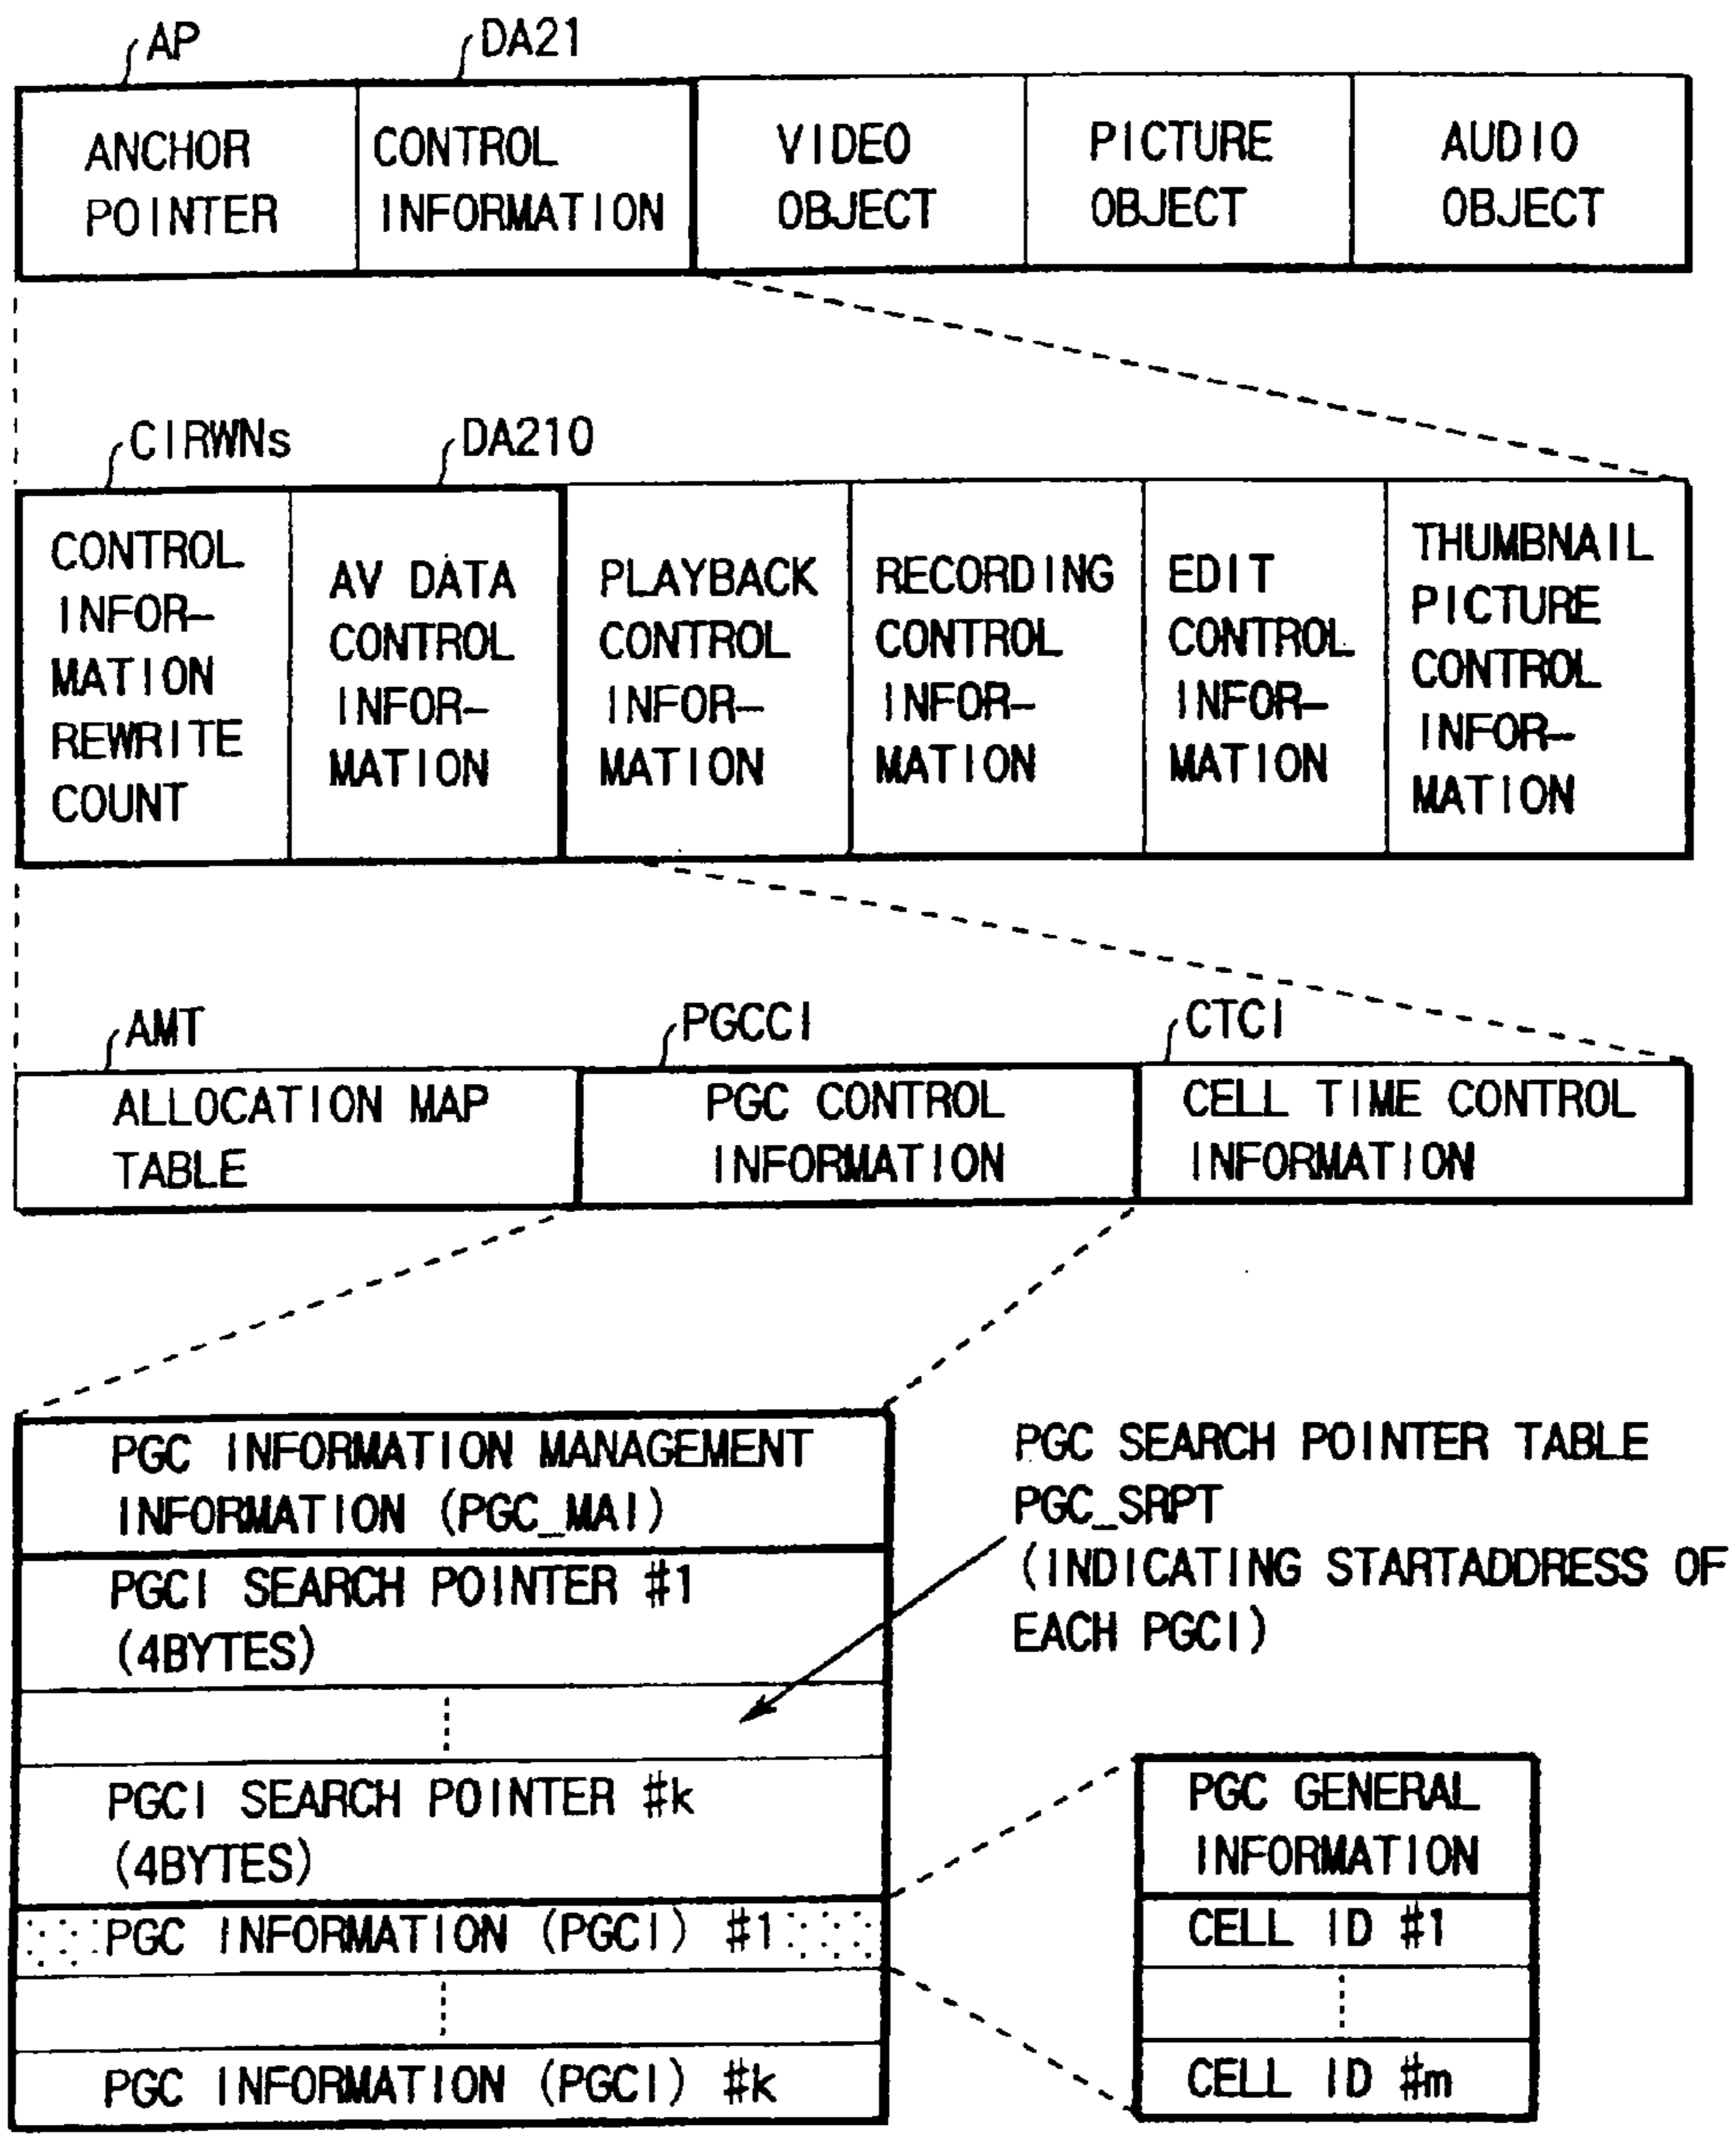 AP
DA21
ANCHOR
POINTER
CONTROL
INFORMATION
VIDEO
OBJECT
PICTURE
OBJECT
AUDIO
OBJECT
CIRWNs
DA210
CONTROL
INFOR-
MATION
REWRITE
COUNT
AV DATA
CONTROL
INFOR-
MATION
PLAYBACK
CONTROL
INFOR-
MATION
RECORDING
CONTROL
INFOR-
MATION
EDIT
CONTROL
INFOR-
MATION
THUMBNAIL
PICTURE
CONTROL
INFOR-
MATION
AMT
PGCCI
CTCI
ALLOCATION MAP
TABLE
PGC CONTROL
INFORMATION
CELL TIME CONTROL
INFORMATION
PGC INFORMATION MANAGEMENT
INFORMATION (PGC_MAI)
PGCI SEARCH POINTER #1
(4BYTES)
PGCI SEARCH POINTER #k
(4BYTES)
PGC INFORMATION (PGCI) #1
PGC INFORMATION (PGCI) #k
PGC SEARCH POINTER TABLE
PGC_SRPT
(INDICATING STARTADDRESS OF
EACH PGCI)
PGC GENERAL
INFORMATION
CELL ID #1
CELL ID #m